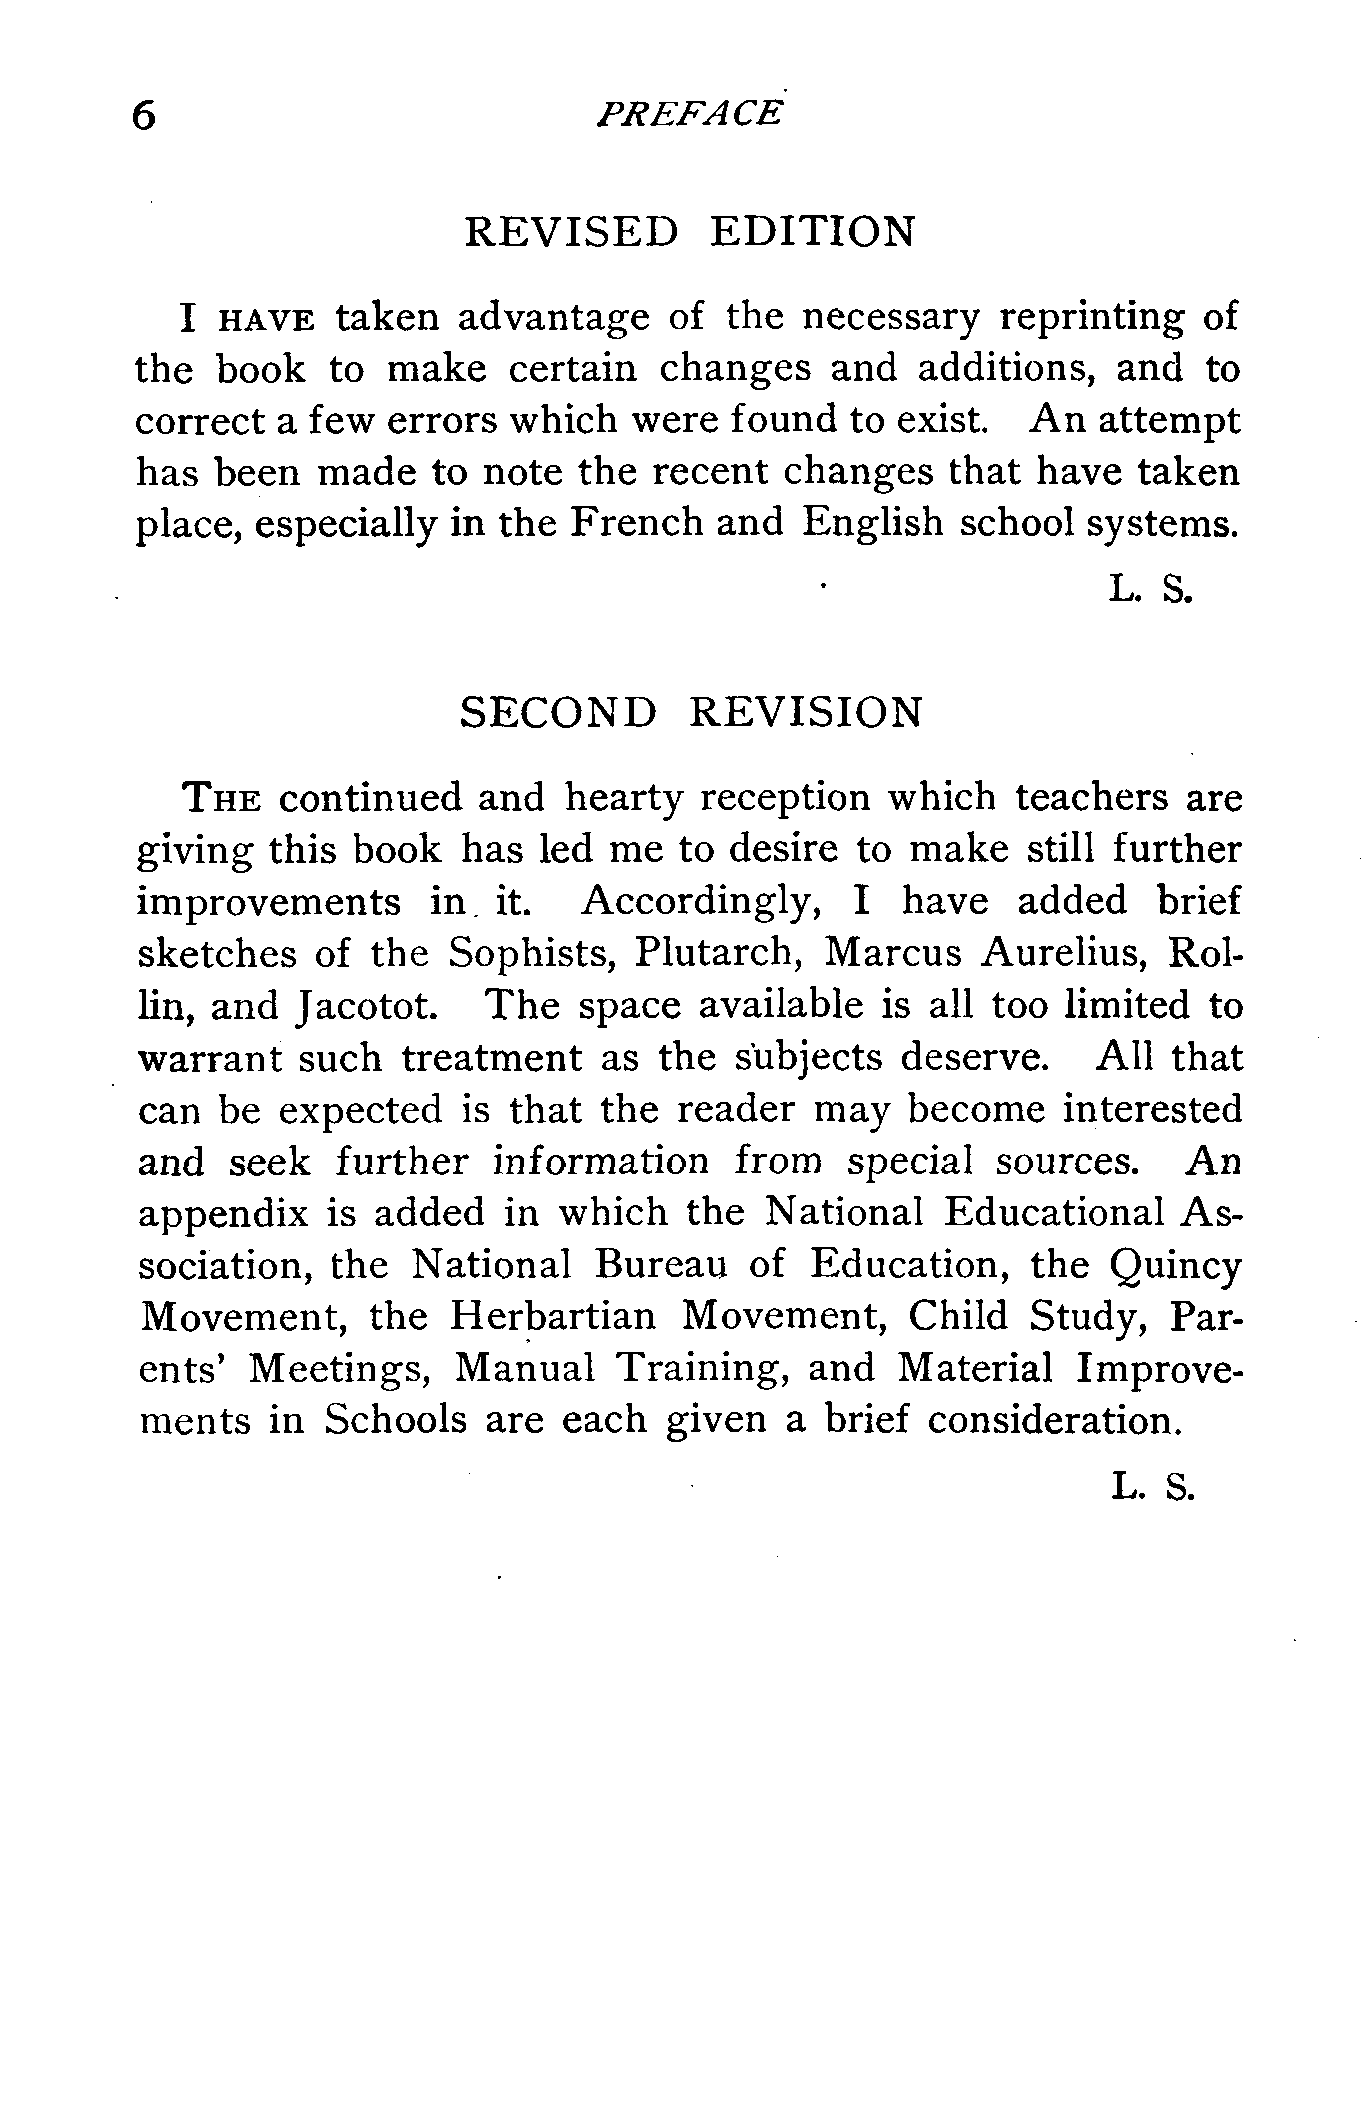 6 PREFACE
REVISED EDITION
I HAVE taken advantage of the necessary reprinting of
the book to make certain changes and additions, and to
correct a few errors which were found to exist. An attempt
has been made to note the recent changes that have taken
place, especially in the French and English school systems.
L. S.
SECOND REVISION
THE continued and hearty reception which teachers are
giving this book has led me to desire to make still further
improvements in it. Accordingly, I have added brief
sketches of the Sophists, Plutarch, Marcus Aurelius, Rol-
lin, and Jacotot. The space available is all too limited to
warrant such treatment as the subjects deserve. All that
can be expected is that the reader may become interested
and seek further information from special sources. An
appendix is added in which the National Educational As-
sociation, the National Bureau of Education, the Quincy
Movement, the Herbartian Movement, Child Study, Par-
ents' Meetings, Manual Training, and Material Improve-
ments in Schools are each given a brief consideration.
L. S.